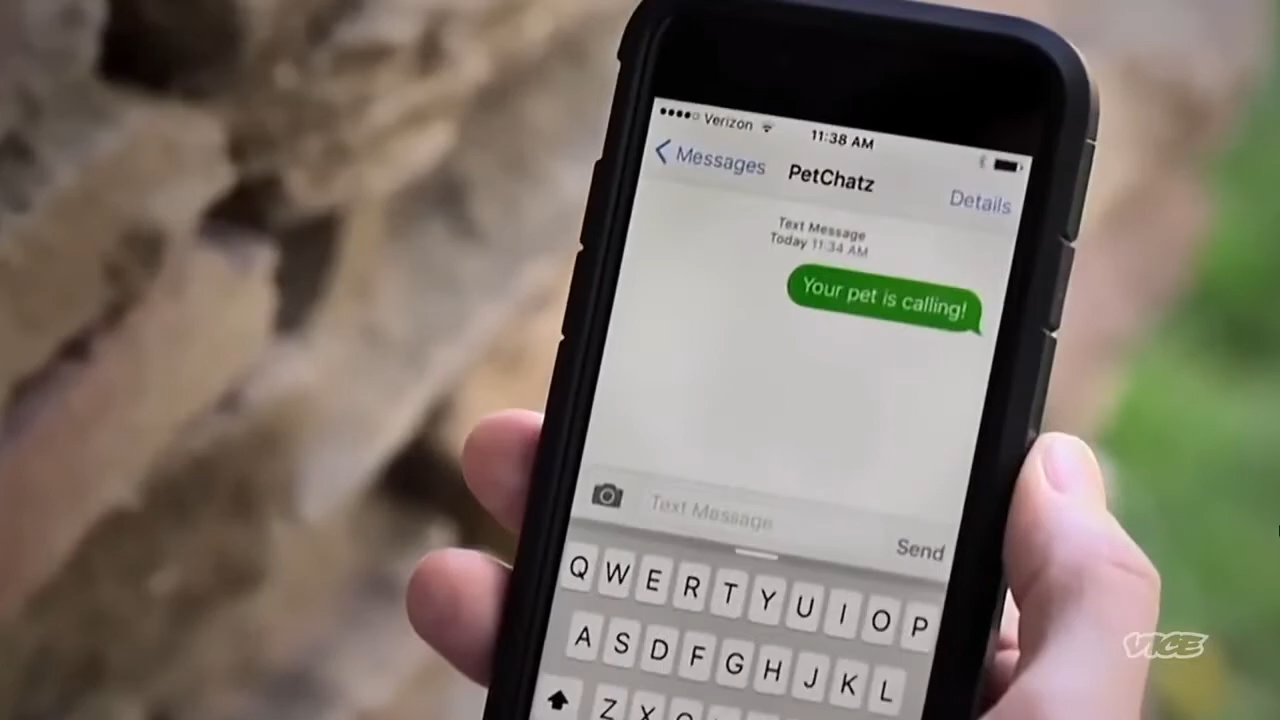 Verizon 11:38 AM
Messages PetChatz Details
Text Message
Today 11:34 AM
Your pet is calling!
Text Message Send
Q W E R T Y U I O P
A S D F G H J K L
Z X
VICE